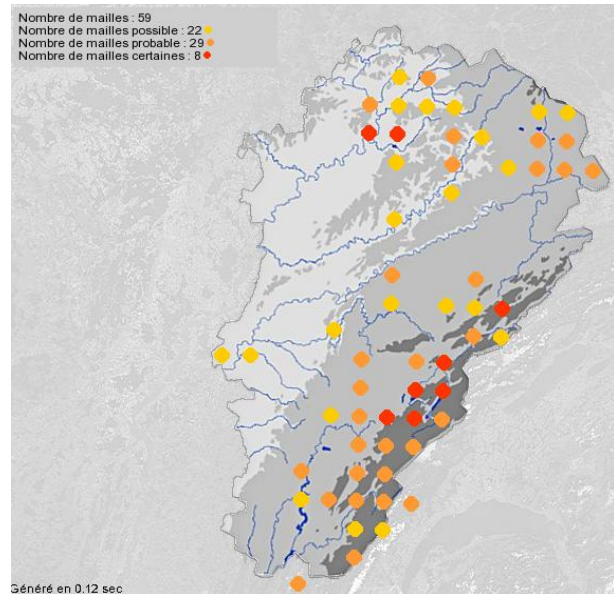 Nombre de mailles : 59
Nombre de mailles possible : 22
Nombre de mailles probable : 29
Nombre de mailles certaines : 8
Généré en 0.12 sec